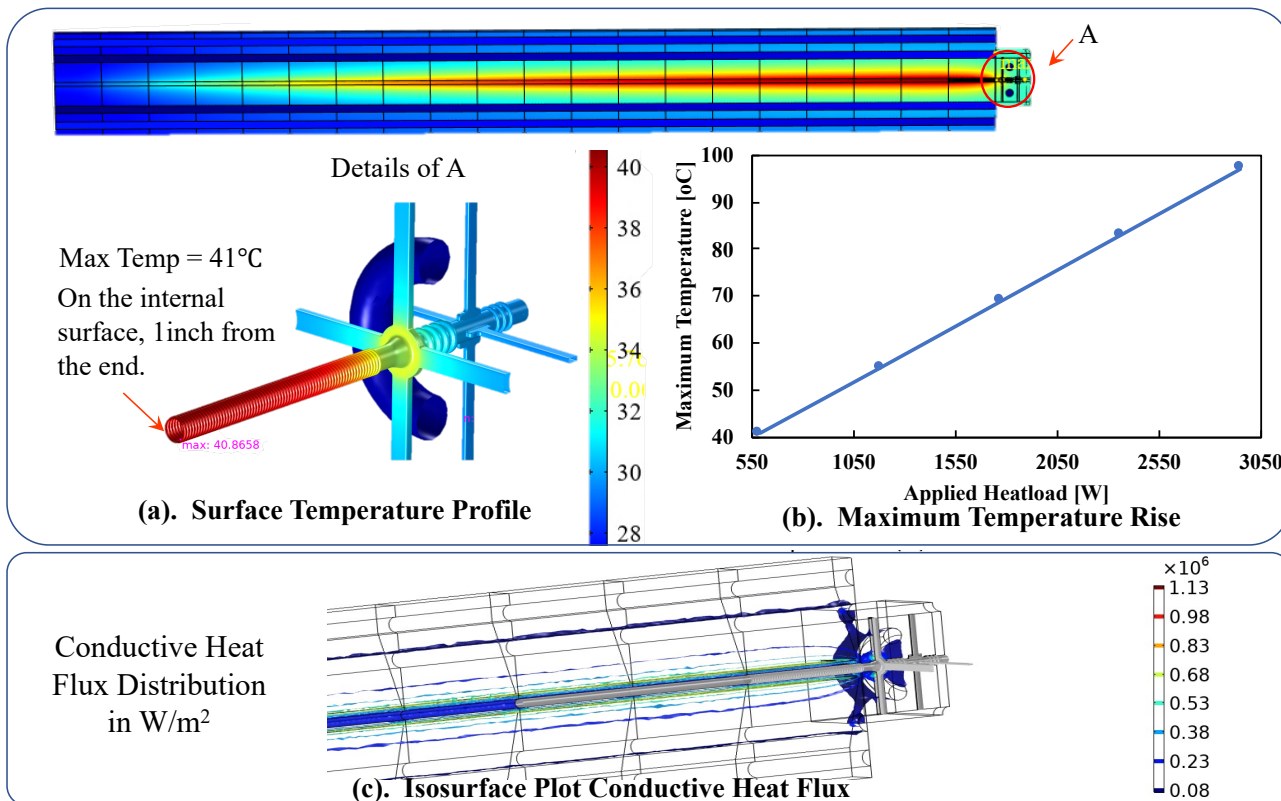 A
Details of A
Max Temp = 41℃
On the internal
surface, 1inch from
the end.
max: 40.8658
40
38
36
34
32
30
28
(a). Surface Temperature Profile
Maximum Temperature [oC]
100
90
80
70
60
50
40
550 1050 1550 2050 2550 3050
Applied Heatload [W]
(b). Maximum Temperature Rise
Conductive Heat
Flux Distribution
in W/m²
×10⁶
1.13
0.98
0.83
0.68
0.53
0.38
0.23
0.08
(c). Isosurface Plot Conductive Heat Flux